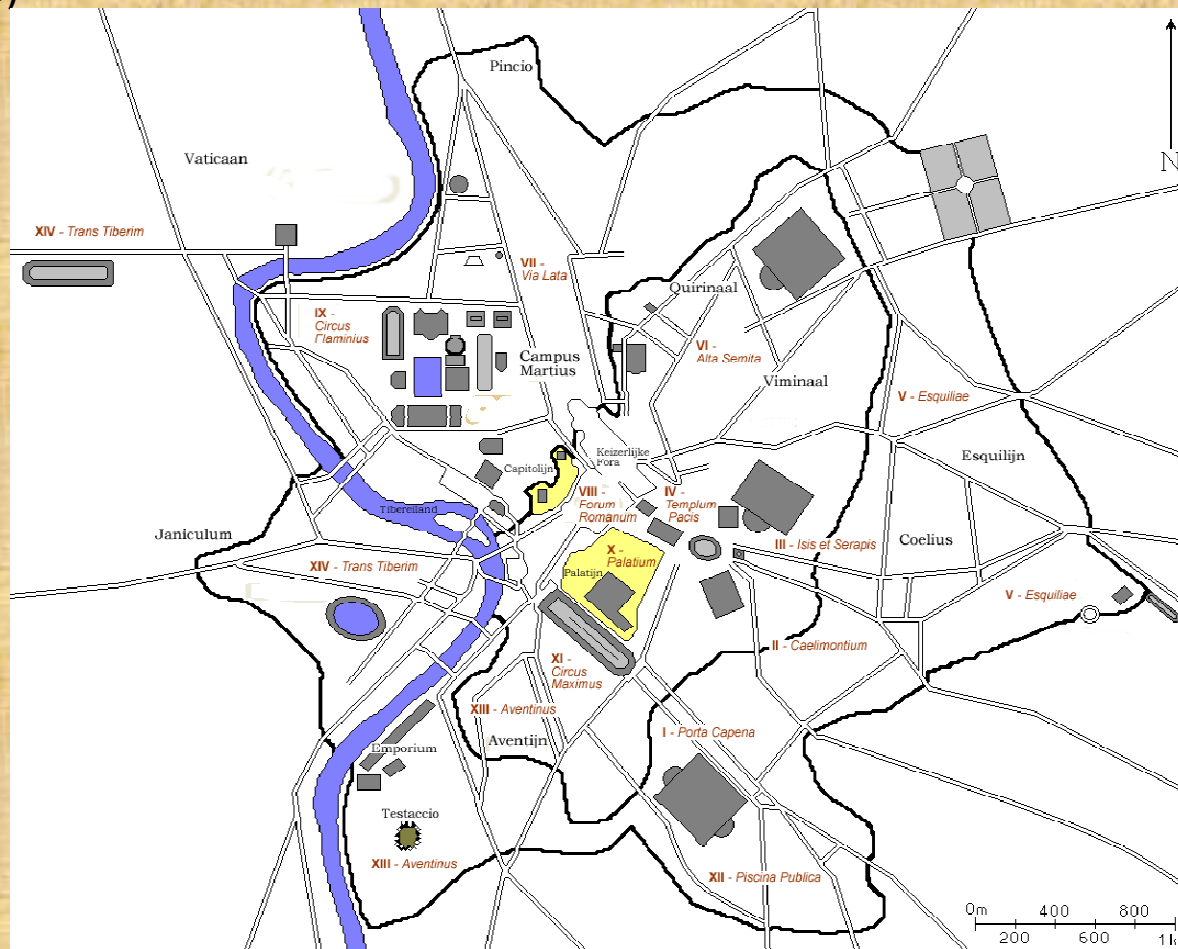 Pincio
Vaticaan
N
XIV - Trans Tiberim
VII -
Via Lata
Quirinaal
IX -
Circus
Flaminius
VI -
Alta Semita
Campus
Martius
Viminaal
V - Esquiliae
Keizerlijke
Fora
Esquilijn
Capitolijn
VIII -
Forum
Romanum
IV -
Templum
Pacis
Tibereiland
Janiculum
III - Isis et Serapis
Coelius
X -
Palatium
XIV - Trans Tiberim
Palatijn
V - Esquiliae
II - Caelimontium
XI -
Circus
Maximus
XIII - Aventinus
I - Porta Capena
Aventijn
Emporium
Testaccio
XIII - Aventinus
XII - Piscina Publica
0m 400 800
200 600